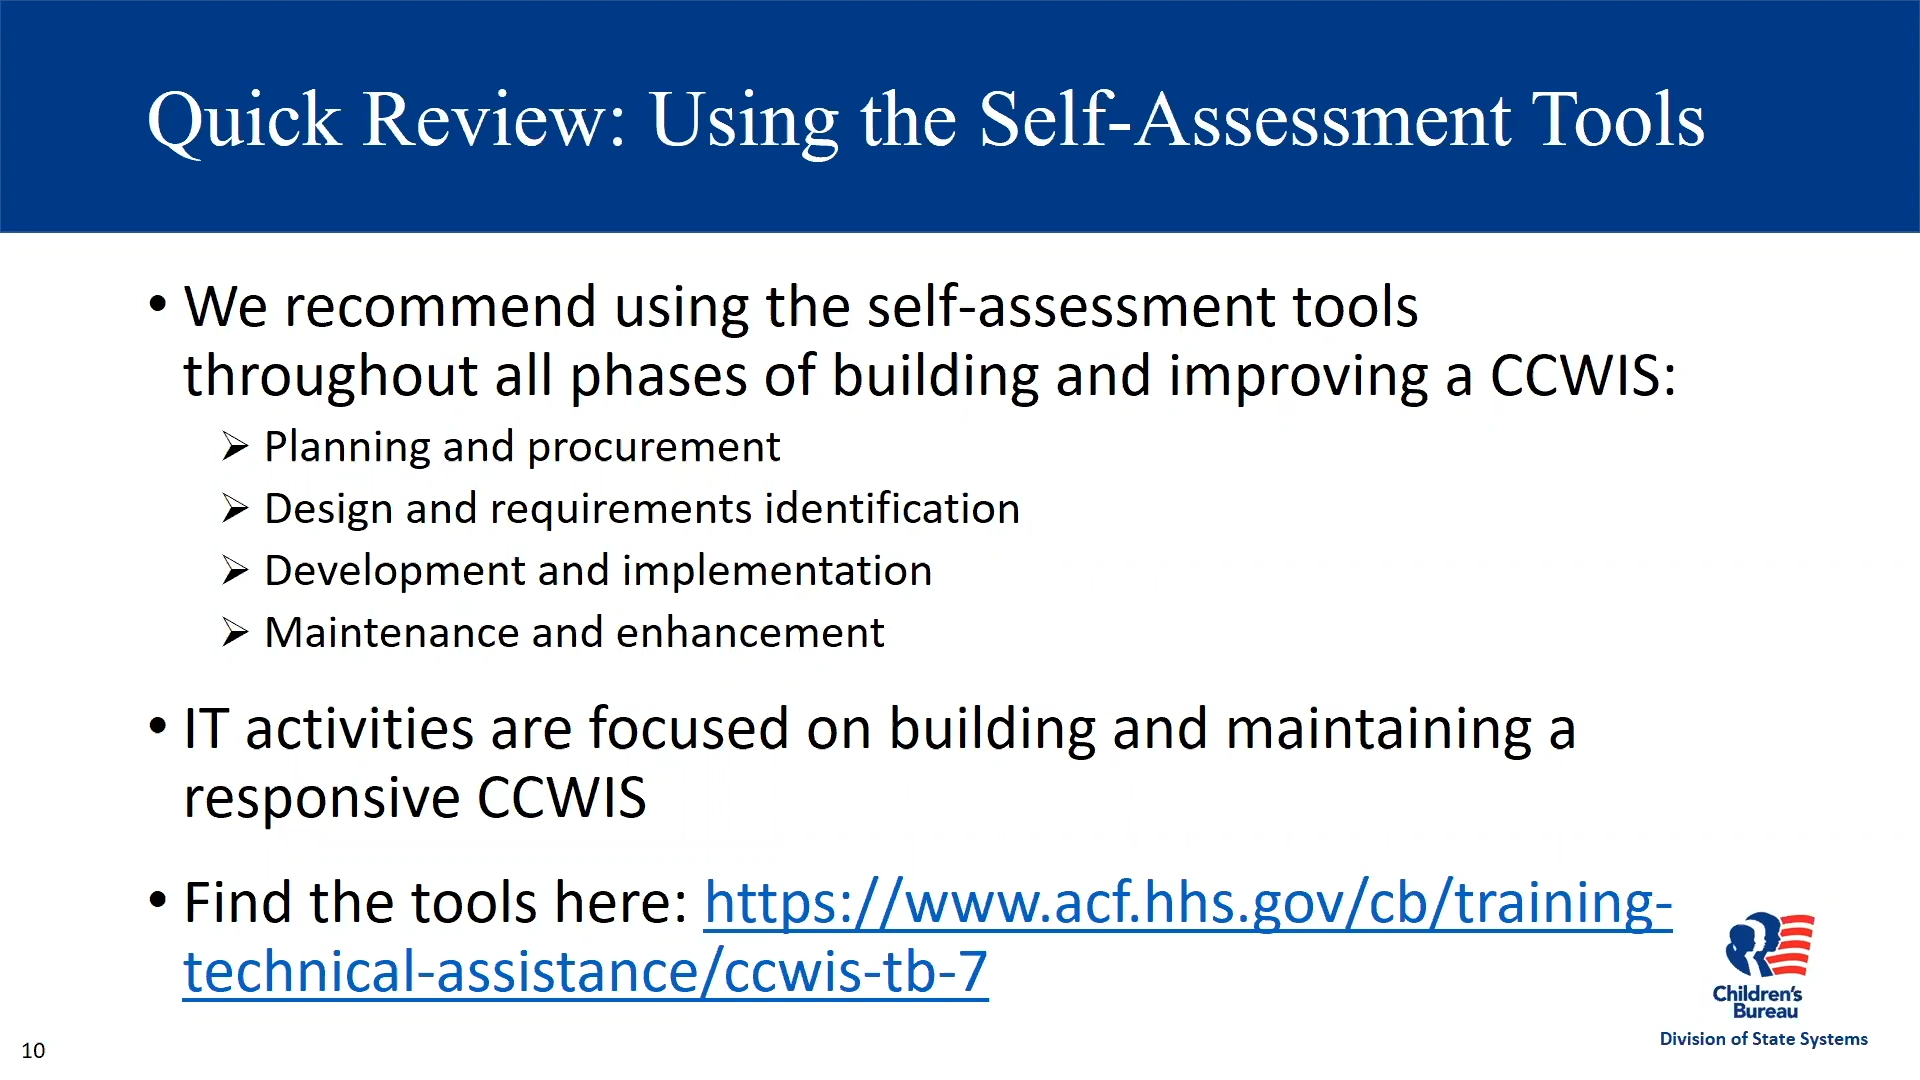 Quick Review: Using the Self-Assessment Tools
• We recommend using the self-assessment tools
throughout all phases of building and improving a CCWIS:
➢ Planning and procurement
➢ Design and requirements identification
➢ Development and implementation
➢ Maintenance and enhancement
• IT activities are focused on building and maintaining a
responsive CCWIS
• Find the tools here: https://www.acf.hhs.gov/cb/training-
technical-assistance/ccwis-tb-7
Children's
Bureau
Division of State Systems
10